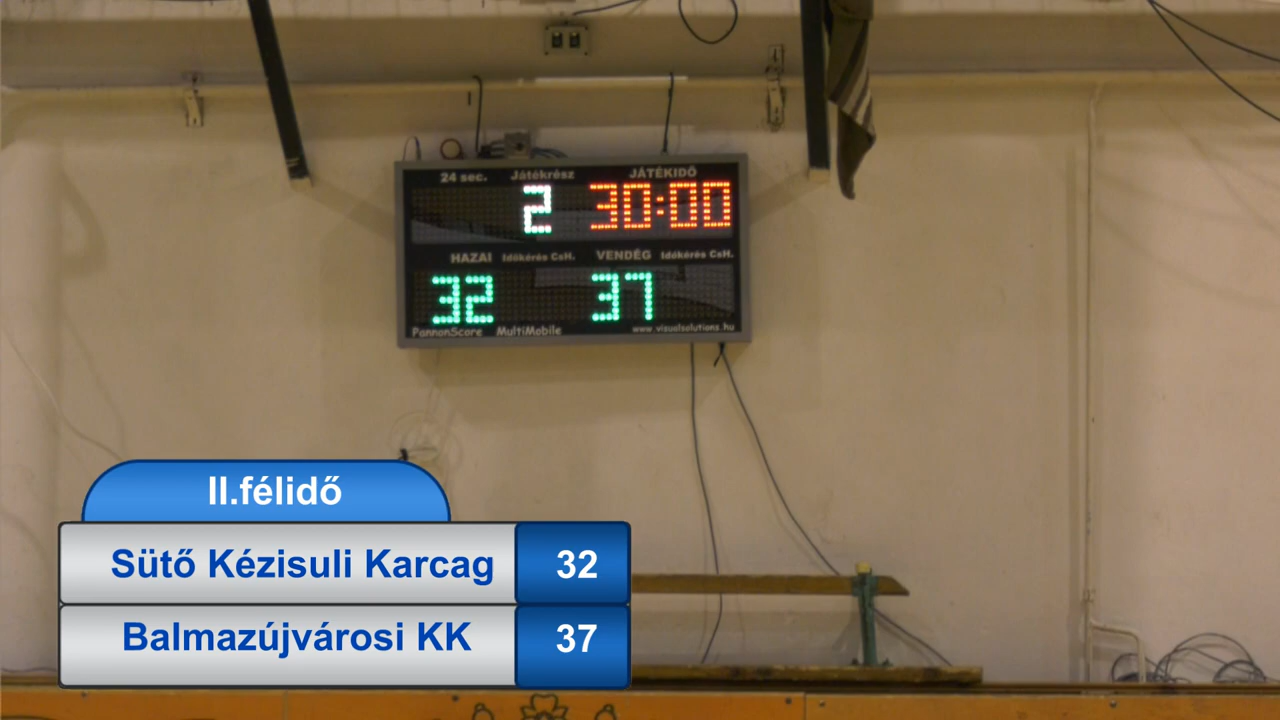 24 sec. Játékrész JÁTÉKIDŐ
2 30:00
HAZAI Időkérés CsH. VENDÉG Időkérés CsH.
32 37
PannonScore MultiMobile www.vizualsolutions.hu
II.félidő
Sütő Kézisuli Karcag 32
Balmazújvárosi KK 37